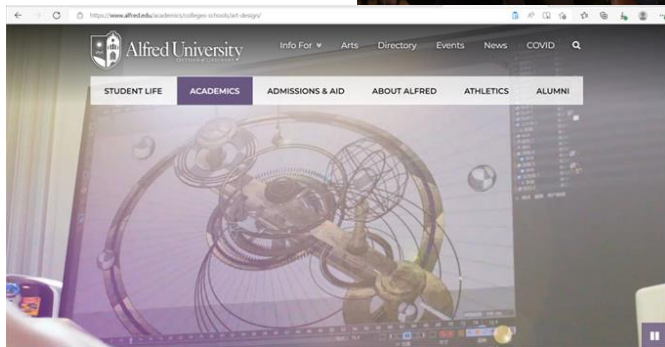 https://www.alfred.edu/academics/colleges-schools/art-design/
Alfred University
Info For Arts Directory Events News COVID
STUDENT LIFE ACADEMICS ADMISSIONS & AID ABOUT ALFRED ATHLETICS ALUMNI